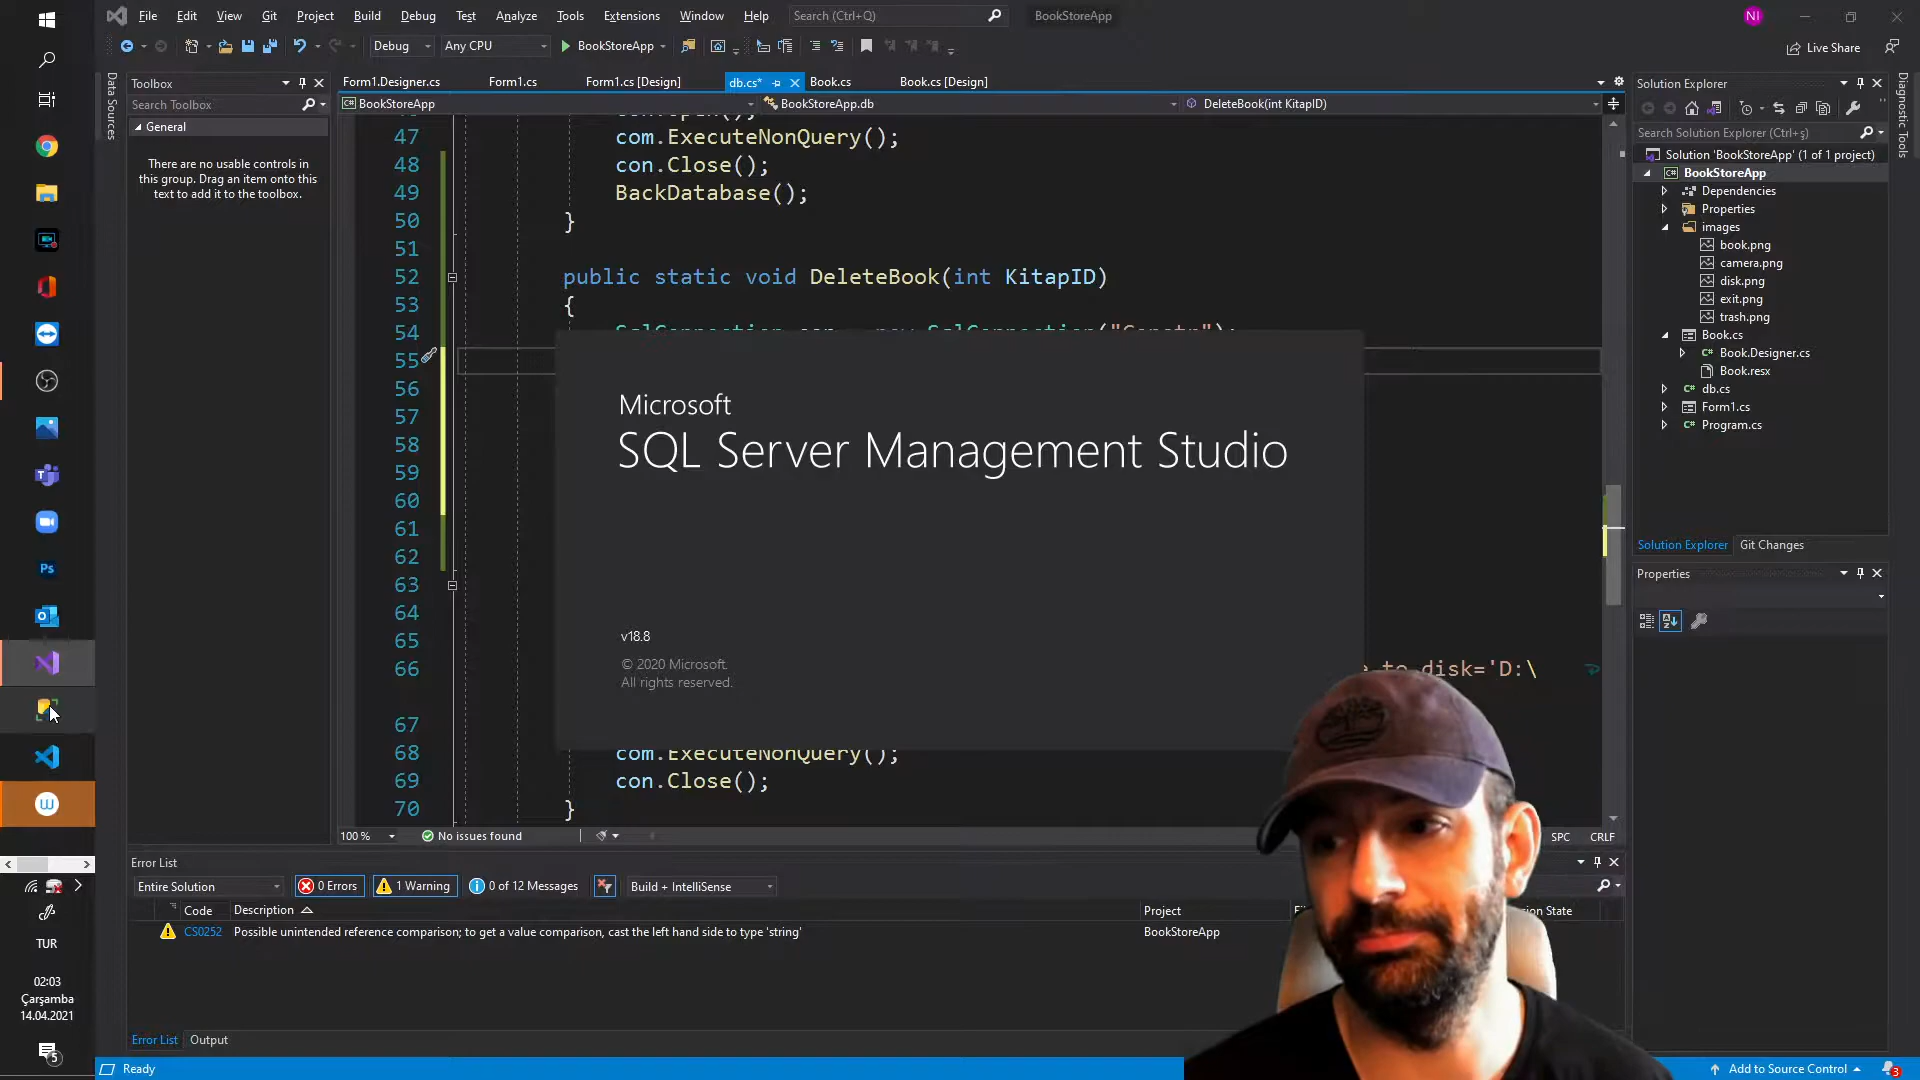 File Edit View Git Project Build Debug Test Analyze Tools Extensions Window Help Search (Ctrl+Q) BookStoreApp NI
Debug Any CPU BookStoreApp Live Share
Data Sources
Toolbox
Search Toolbox
General
There are no usable controls in
this group. Drag an item onto this
text to add it to the toolbox.
Form1.Designer.cs Form1.cs Form1.cs [Design] db.cs* Book.cs Book.cs [Design]
BookStoreApp BookStoreApp.db DeleteBook(int KitapID)
47 com.ExecuteNonQuery();
48 con.Close();
49 BackDatabase();
50 }
51
52 public static void DeleteBook(int KitapID)
53 {
54
55
56
57
58
59
60
61
62
63
64
65
66 disk='D:\
67
68 com.ExecuteNonQuery();
69 con.Close();
70 }
Microsoft
SQL Server Management Studio
v18.8
© 2020 Microsoft.
All rights reserved.
100 % No issues found SPC CRLF
Error List
Entire Solution 0 Errors 1 Warning 0 of 12 Messages Build + IntelliSense
Code Description Project
CS0252 Possible unintended reference comparison; to get a value comparison, cast the left hand side to type 'string' BookStoreApp
Error List Output
Ready Add to Source Control 3
Solution Explorer
Search Solution Explorer (Ctrl+ş)
Solution 'BookStoreApp' (1 of 1 project)
BookStoreApp
Dependencies
Properties
images
book.png
camera.png
disk.png
exit.png
trash.png
Book.cs
Book.Designer.cs
Book.resx
db.cs
Form1.cs
Program.cs
Solution Explorer Git Changes
Properties
Diagnostic Tools
Ps
TUR
02:03
Çarşamba
14.04.2021
5